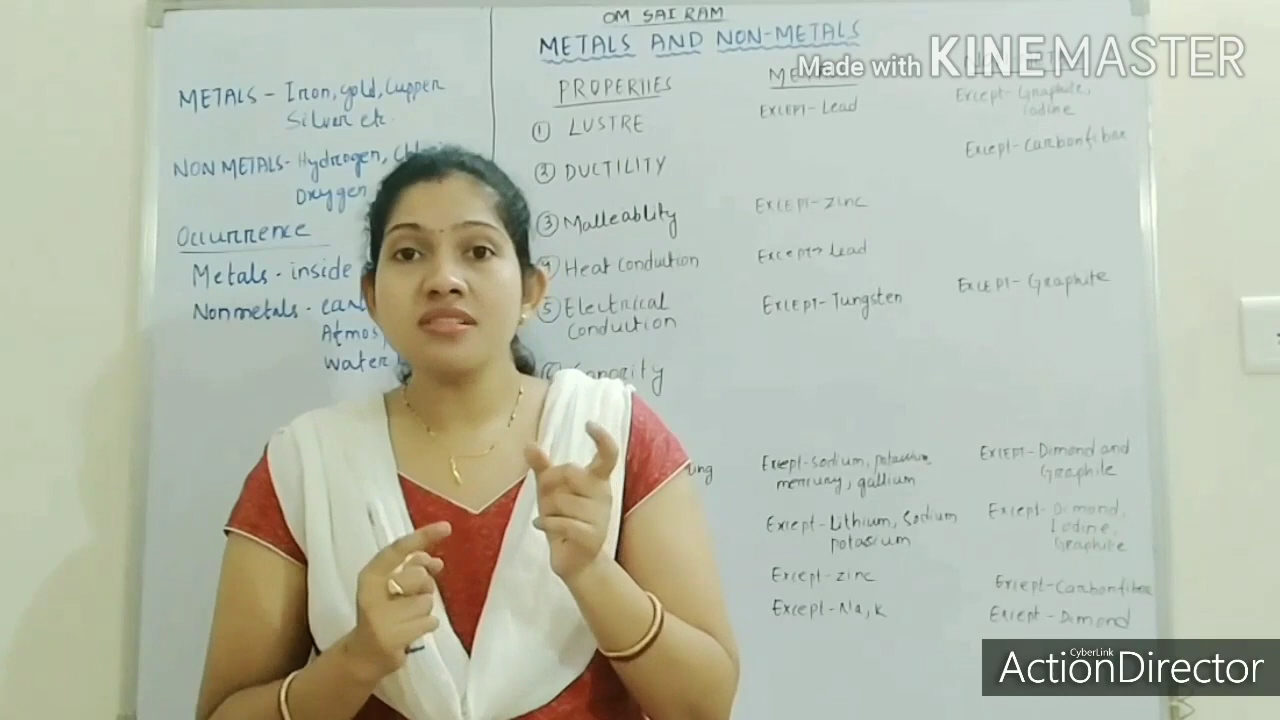 OM SAI RAM
METALS AND NON-METALS
Made with KINEMASTER
METALS - Iron, gold, Cupper
Silver etc.
NON METALS - Hydrogen,
Oxygen
Occurrence
Metals - inside
Nonmetals -
Water
PROPERTIES
① LUSTRE
② DUCTILITY
③ Malleablity
④ Heat Conduction
⑤ Electrical
Conduction
EXCEPT - Lead
EXCEPT - Zinc
Except → Lead
EXCEPT - Tungsten
Except - Sodium, potassium,
mercury, gallium
Except - Lithium, Sodium
potasium
Except - Zinc
Except - Na, K
Except - Graphite,
iodine
Except - Carbonfibre
EXCEPT - Graphite
EXCEPT - Dimond and
Graphite
Except - Dimond,
Iodine,
Graphite
Except - Carbonfibre
Except - Dimond
CyberLink
ActionDirector